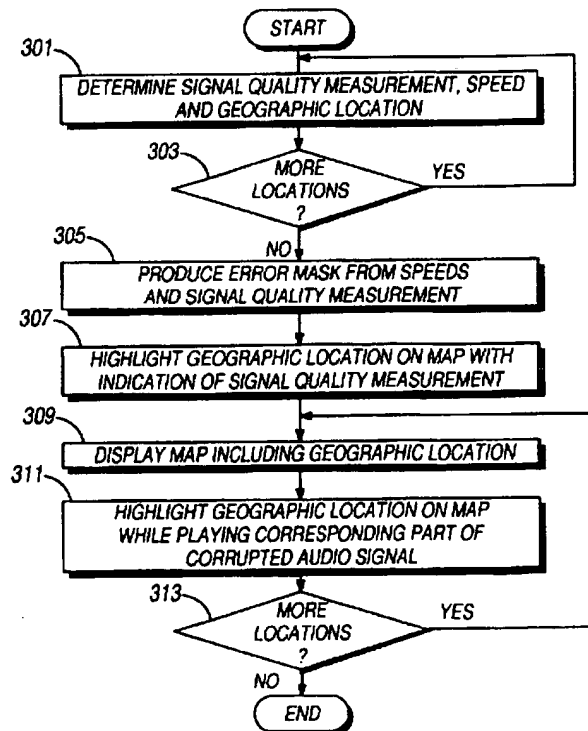 START
301
DETERMINE SIGNAL QUALITY MEASUREMENT, SPEED
AND GEOGRAPHIC LOCATION
303
MORE
LOCATIONS
?
YES
NO
305
PRODUCE ERROR MASK FROM SPEEDS
AND SIGNAL QUALITY MEASUREMENT
307
HIGHLIGHT GEOGRAPHIC LOCATION ON MAP WITH
INDICATION OF SIGNAL QUALITY MEASUREMENT
309
DISPLAY MAP INCLUDING GEOGRAPHIC LOCATION
311
HIGHLIGHT GEOGRAPHIC LOCATION ON MAP
WHILE PLAYING CORRESPONDING PART OF
CORRUPTED AUDIO SIGNAL
313
MORE
LOCATIONS
?
YES
NO
END